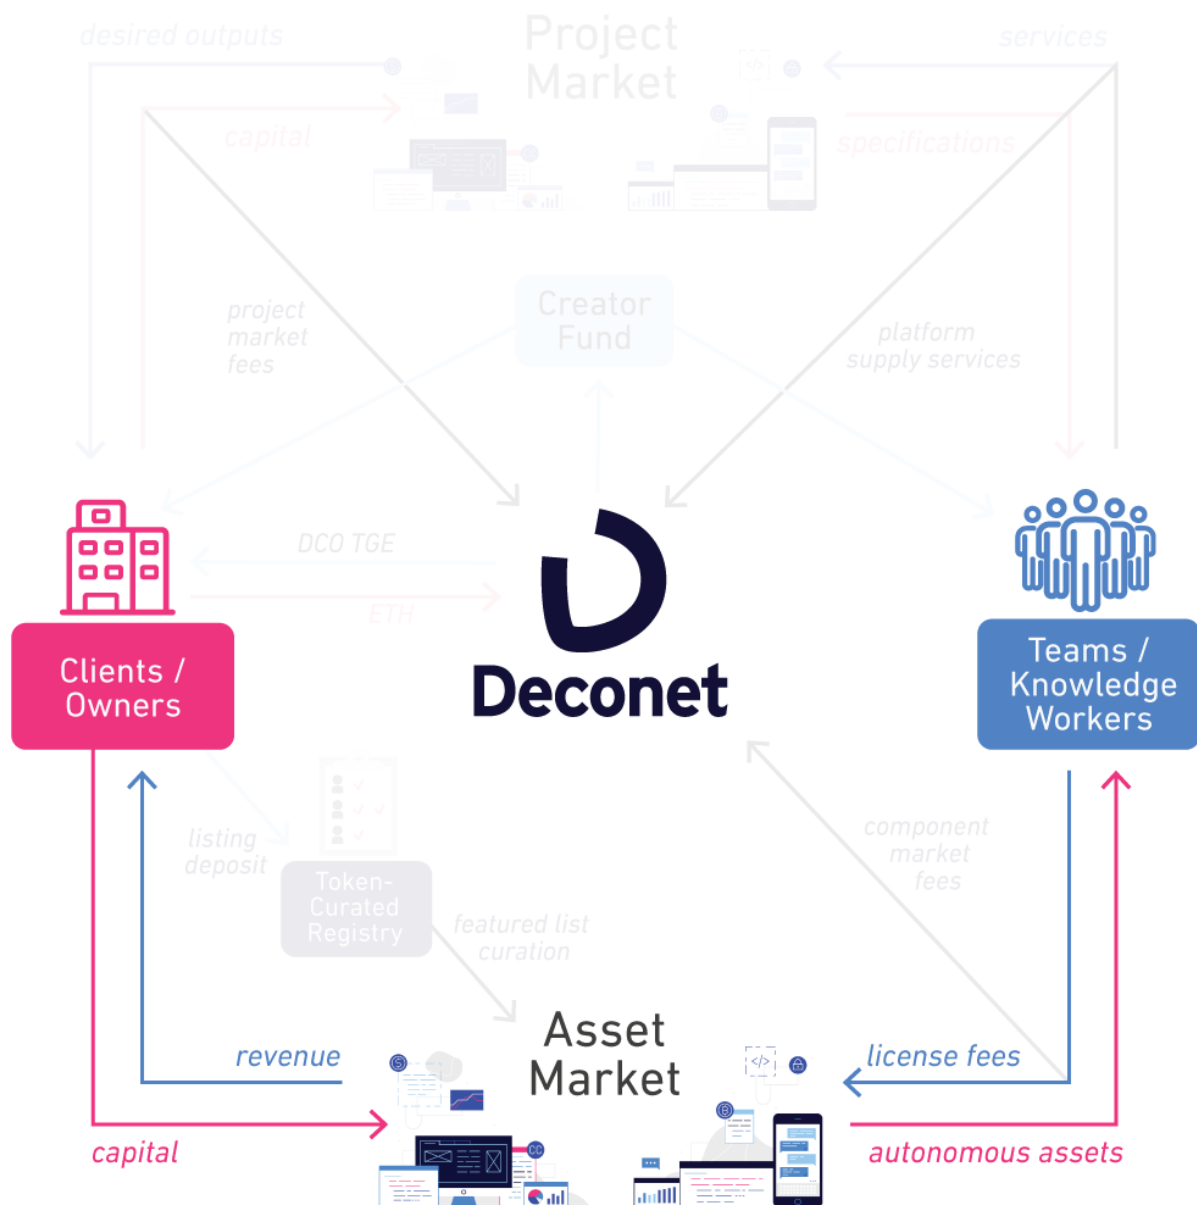 desired outputs
Project
Market
services
capital
specifications
project
market
fees
Creator
Fund
platform
supply services
DCO TGE
ETH
Clients /
Owners
Deconet
Teams /
Knowledge
Workers
listing
deposit
Token-
Curated
Registry
featured list
curation
component
market
fees
Asset
Market
revenue
license fees
capital
autonomous assets